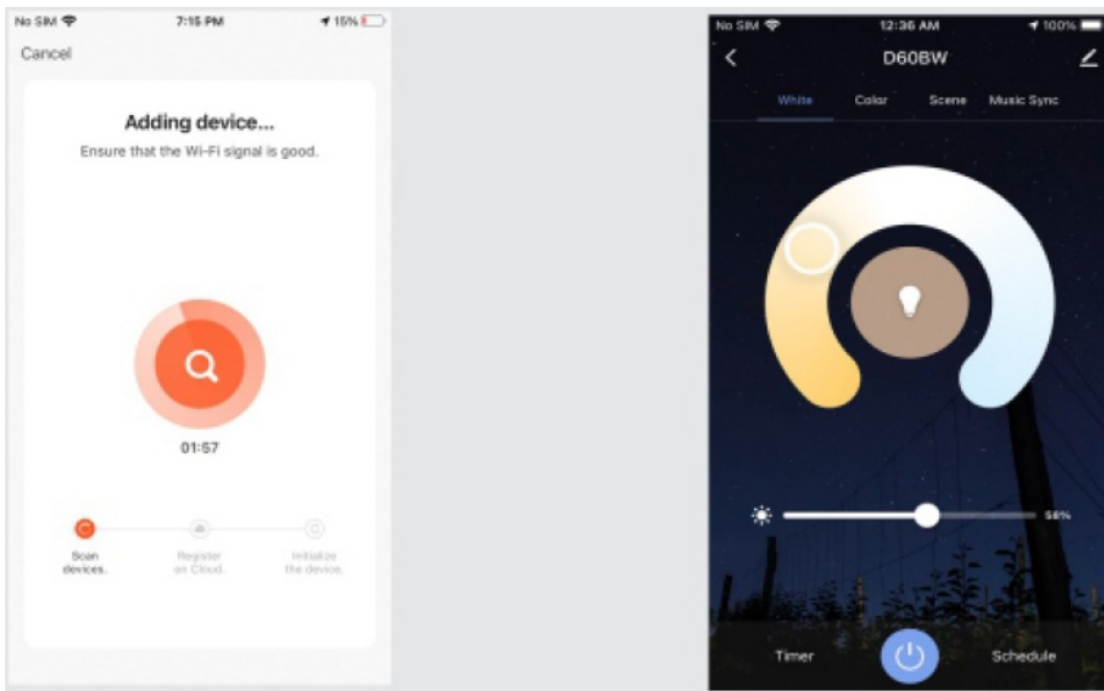 No SIM 7:15 PM 15%
Cancel
Adding device...
Ensure that the Wi-Fi signal is good.
01:57
Scan devices.
Register on Cloud.
Initialize the device.
No SIM 12:36 AM 100%
D60BW
White Color Scene Music Sync
Timer Schedule